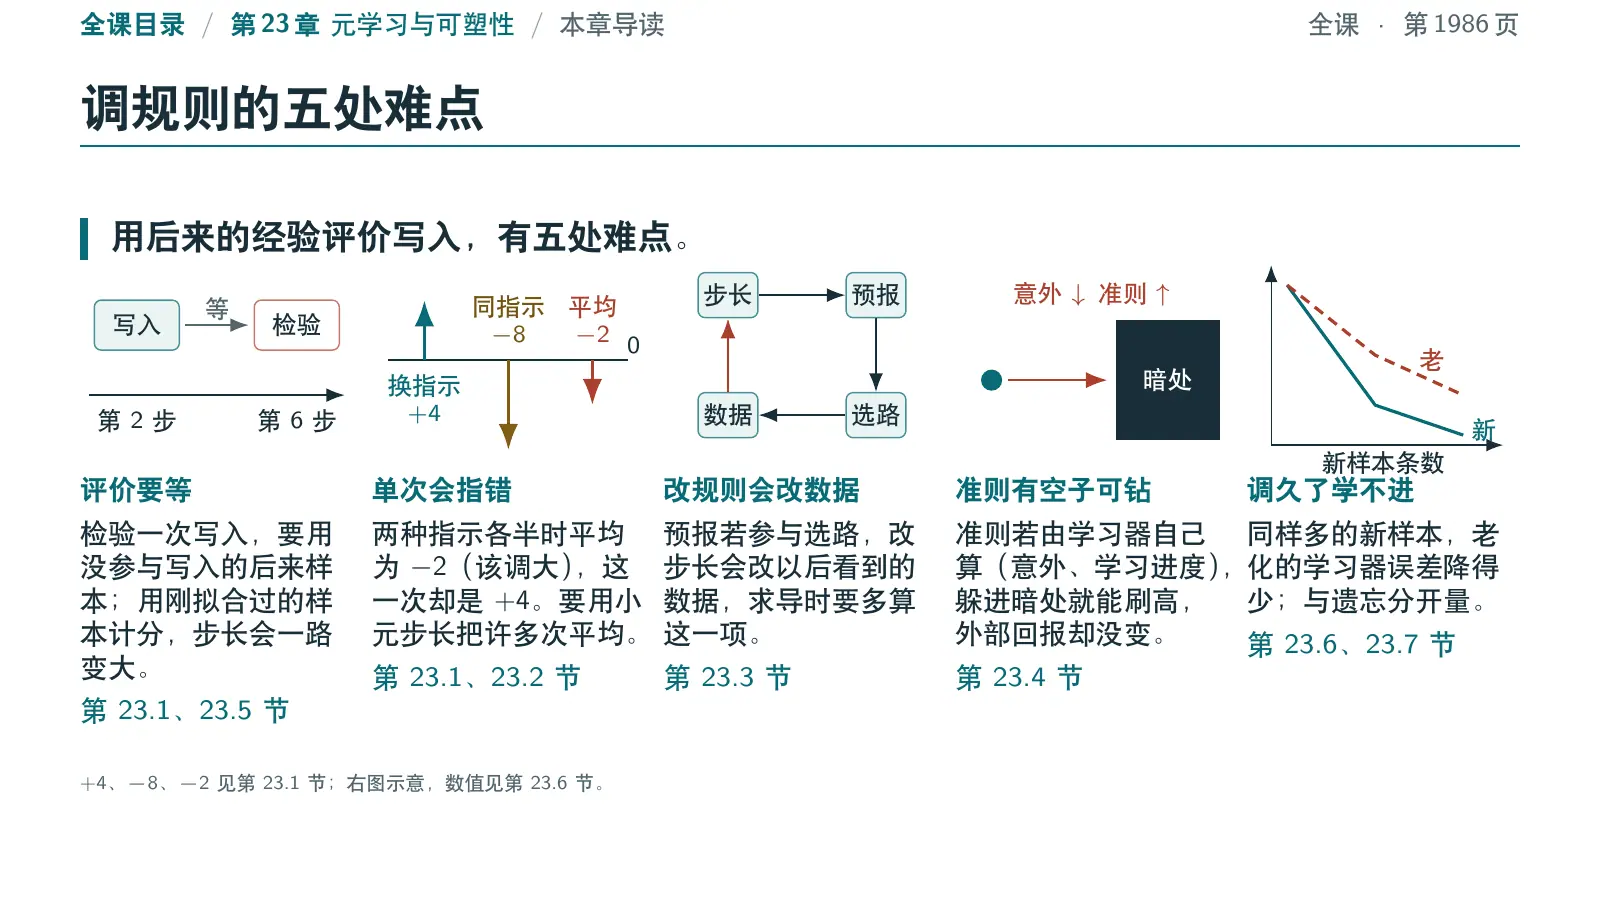 全课目录 / 第23章 元学习与可塑性 / 本章导读
全课 · 第1986页
调规则的五处难点
用后来的经验评价写入，有五处难点。
写入
等
检验
第 2 步
第 6 步
评价要等
检验一次写入，要用
没参与写入的后来样
本；用刚拟合过的样
本计分，步长会一路
变大。
第 23.1、23.5 节
换指示
+4
同指示
−8
平均
−2
0
单次会指错
两种指示各半时平均
为 −2（该调大），这
一次却是 +4。要用小
元步长把许多次平均。
第 23.1、23.2 节
步长
预报
数据
选路
改规则会改数据
预报若参与选路，改
步长会改以后看到的
数据，求导时要多算
这一项。
第 23.3 节
意外 ↓ 准则 ↑
暗处
准则有空子可钻
准则若由学习器自己
算（意外、学习进度），
躲进暗处就能刷高，
外部回报却没变。
第 23.4 节
老
新
新样本条数
调久了学不进
同样多的新样本，老
化的学习器误差降得
少；与遗忘分开量。
第 23.6、23.7 节
+4、−8、−2 见第 23.1 节；右图示意，数值见第 23.6 节。